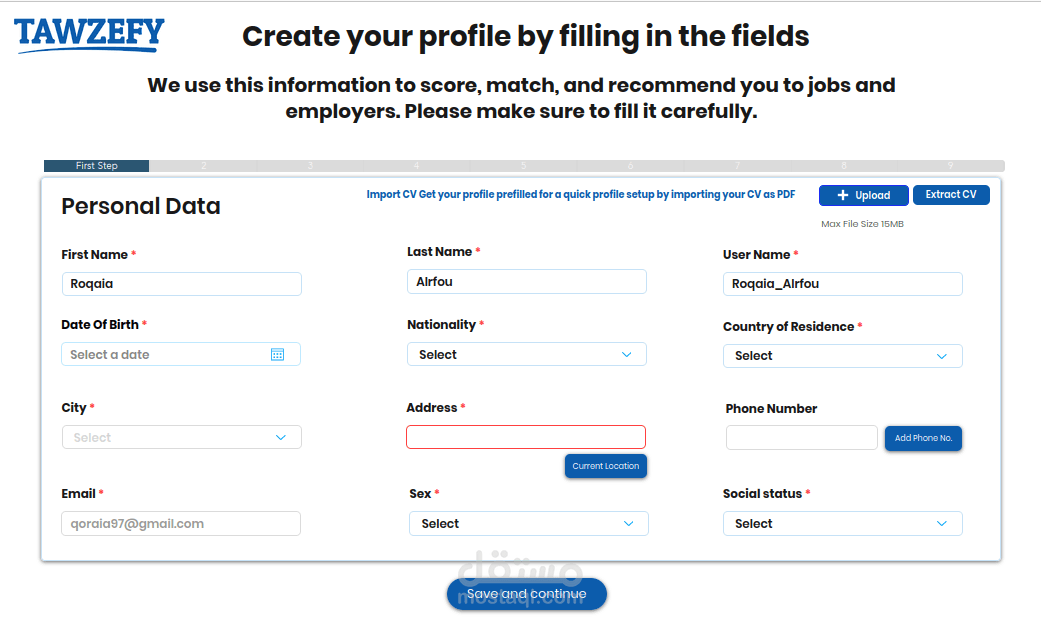 TAWZEFY
Create your profile by filling in the fields
We use this information to score, match, and recommend you to jobs and
employers. Please make sure to fill it carefully.
First Step 2 3 4 5 6 7 8 9
Personal Data
Import CV Get your profile prefilled for a quick profile setup by importing your CV as PDF
+ Upload
Extract CV
Max File Size 15MB
First Name *
Last Name *
User Name *
Roqaia
Alrfou
Roqaia_Alrfou
Date Of Birth *
Nationality *
Country of Residence *
Select a date
Select
Select
City *
Address *
Phone Number
Select
Add Phone No.
Current Location
Email *
Sex *
Social status *
qoraia97@gmail.com
Select
Select
مستقل
mostaql.com
Save and continue